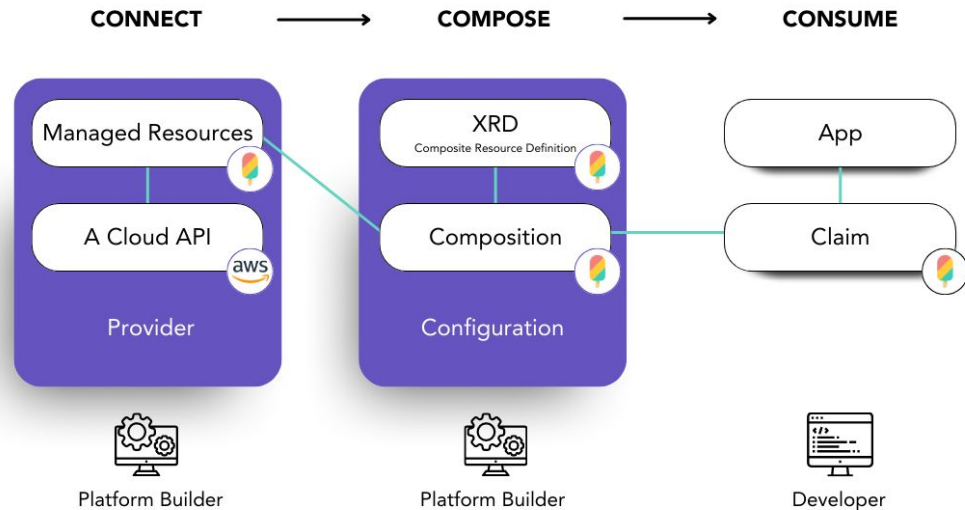 CONNECT
COMPOSE
CONSUME
Managed Resources
A Cloud API
aws
Provider
XRD
Composite Resource Definition
Composition
Configuration
App
Claim
Platform Builder
Platform Builder
</>
Developer